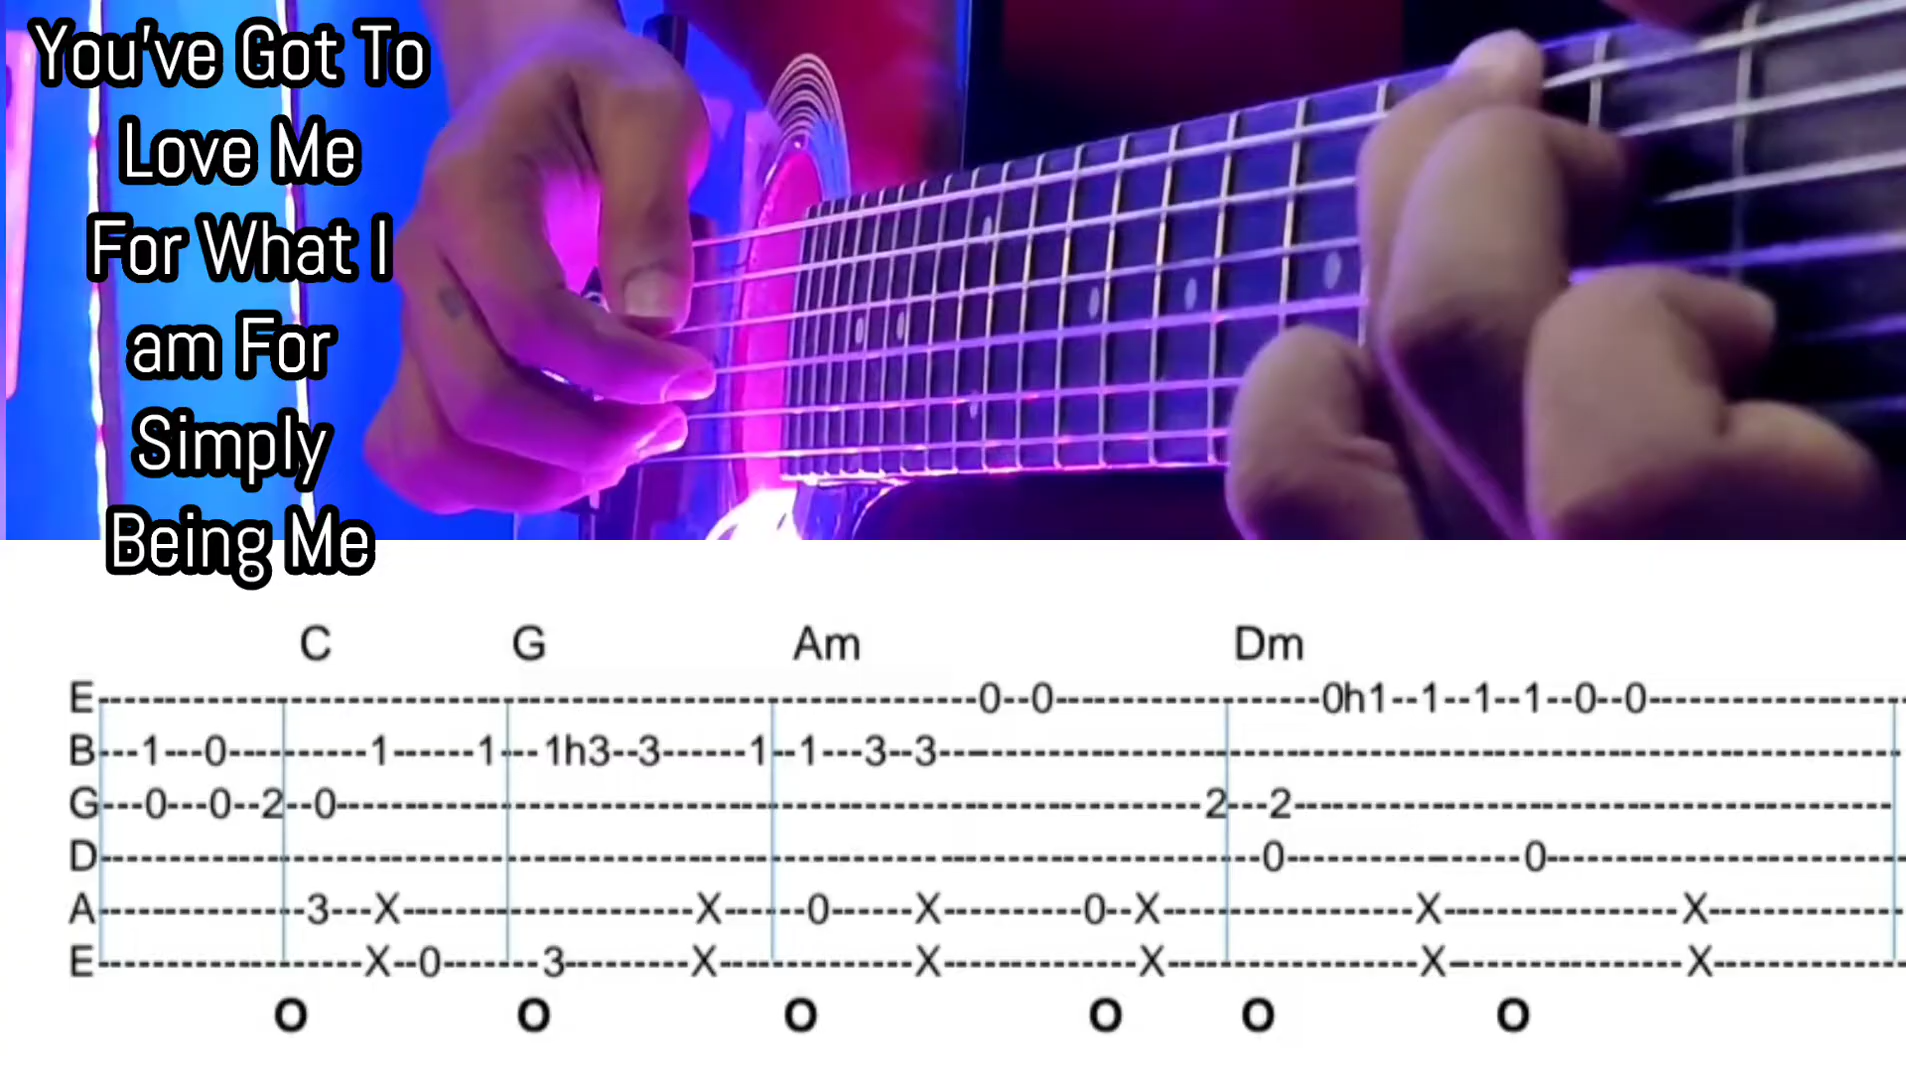 You've Got To
Love Me
For What I
am For
Simply
Being Me
C G Am Dm
E-----------------------------------------------------0--0------------------0h1--1--1--1--0--0----------------
B---1---0---------1------1---1h3--3------1--1---3--3------------------------------------------------------
G---0---0--2--0--------------------------------------------------2---2------------------------------------
D---------------------------------------------------------------------0---------------0--------------------
A------------3---X-----------------X-----0------X---------0--X---------------X---------------X------------
E----------------X--0------3-------X------------X------------X---------------X---------------X------------
O O O O O O